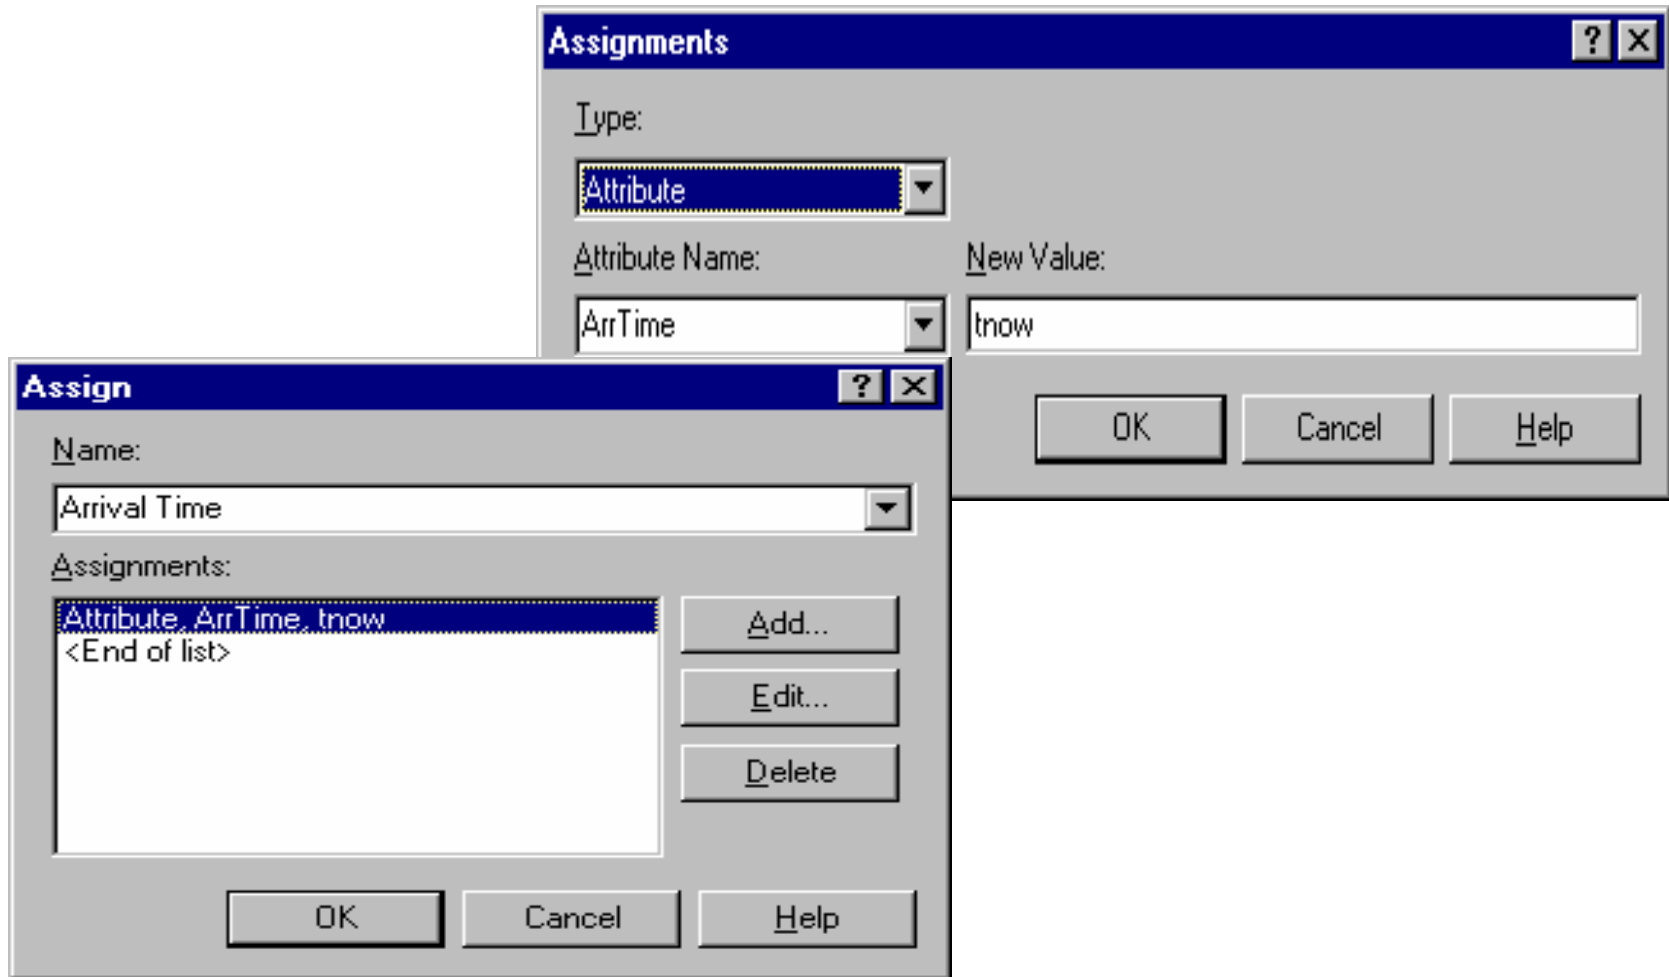 Assignments
Type:
Attribute
Attribute Name: New Value:
ArrTime tnow
OK Cancel Help
Assign
Name:
Arrival Time
Assignments:
Attribute, ArrTime, tnow
<End of list>
Add...
Edit...
Delete
OK Cancel Help